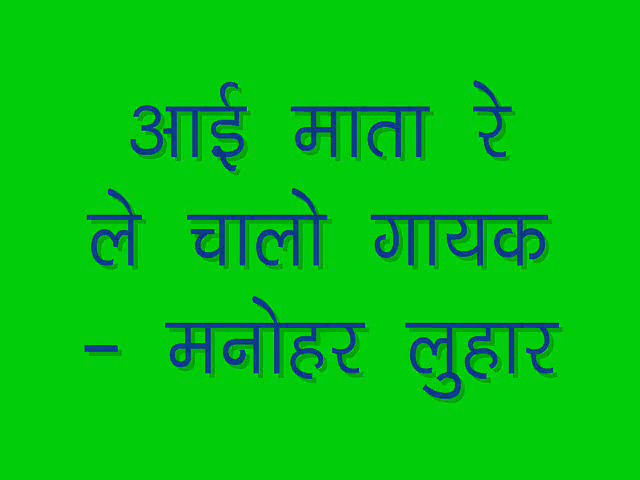 आई माता रे
ले चालो गायक
- मनोहर लुहार